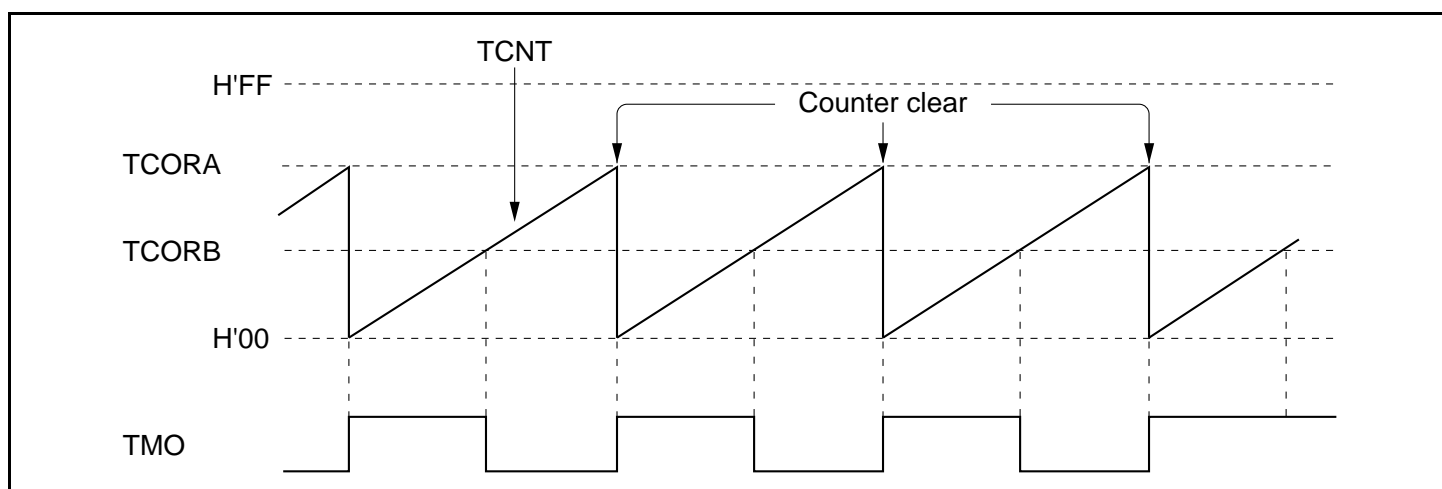 TCNT
H'FF
Counter clear
TCORA
TCORB
H'00
TMO